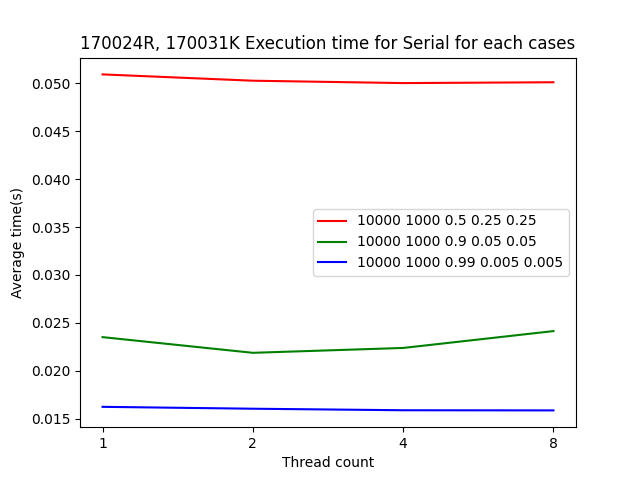 170024R, 170031K Execution time for Serial for each cases
0.050
0.045
0.040
0.035
0.030
0.025
0.020
0.015
Average time(s)
10000 1000 0.5 0.25 0.25
10000 1000 0.9 0.05 0.05
10000 1000 0.99 0.005 0.005
1 2 4 8
Thread count